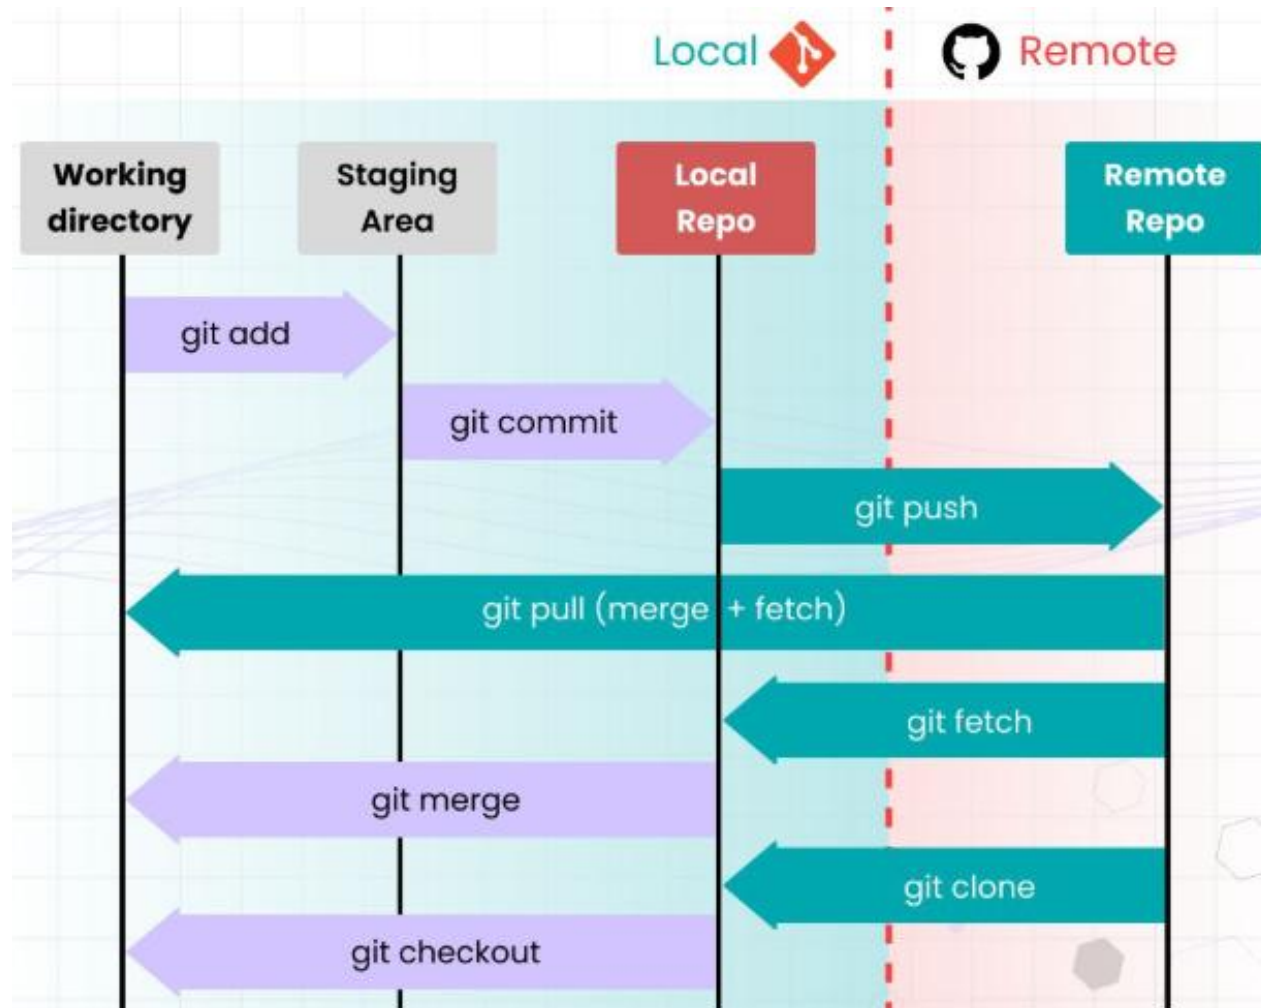 Local
Remote
Working
directory
Staging
Area
Local
Repo
Remote
Repo
git add
git commit
git push
git pull (merge + fetch)
git fetch
git merge
git clone
git checkout